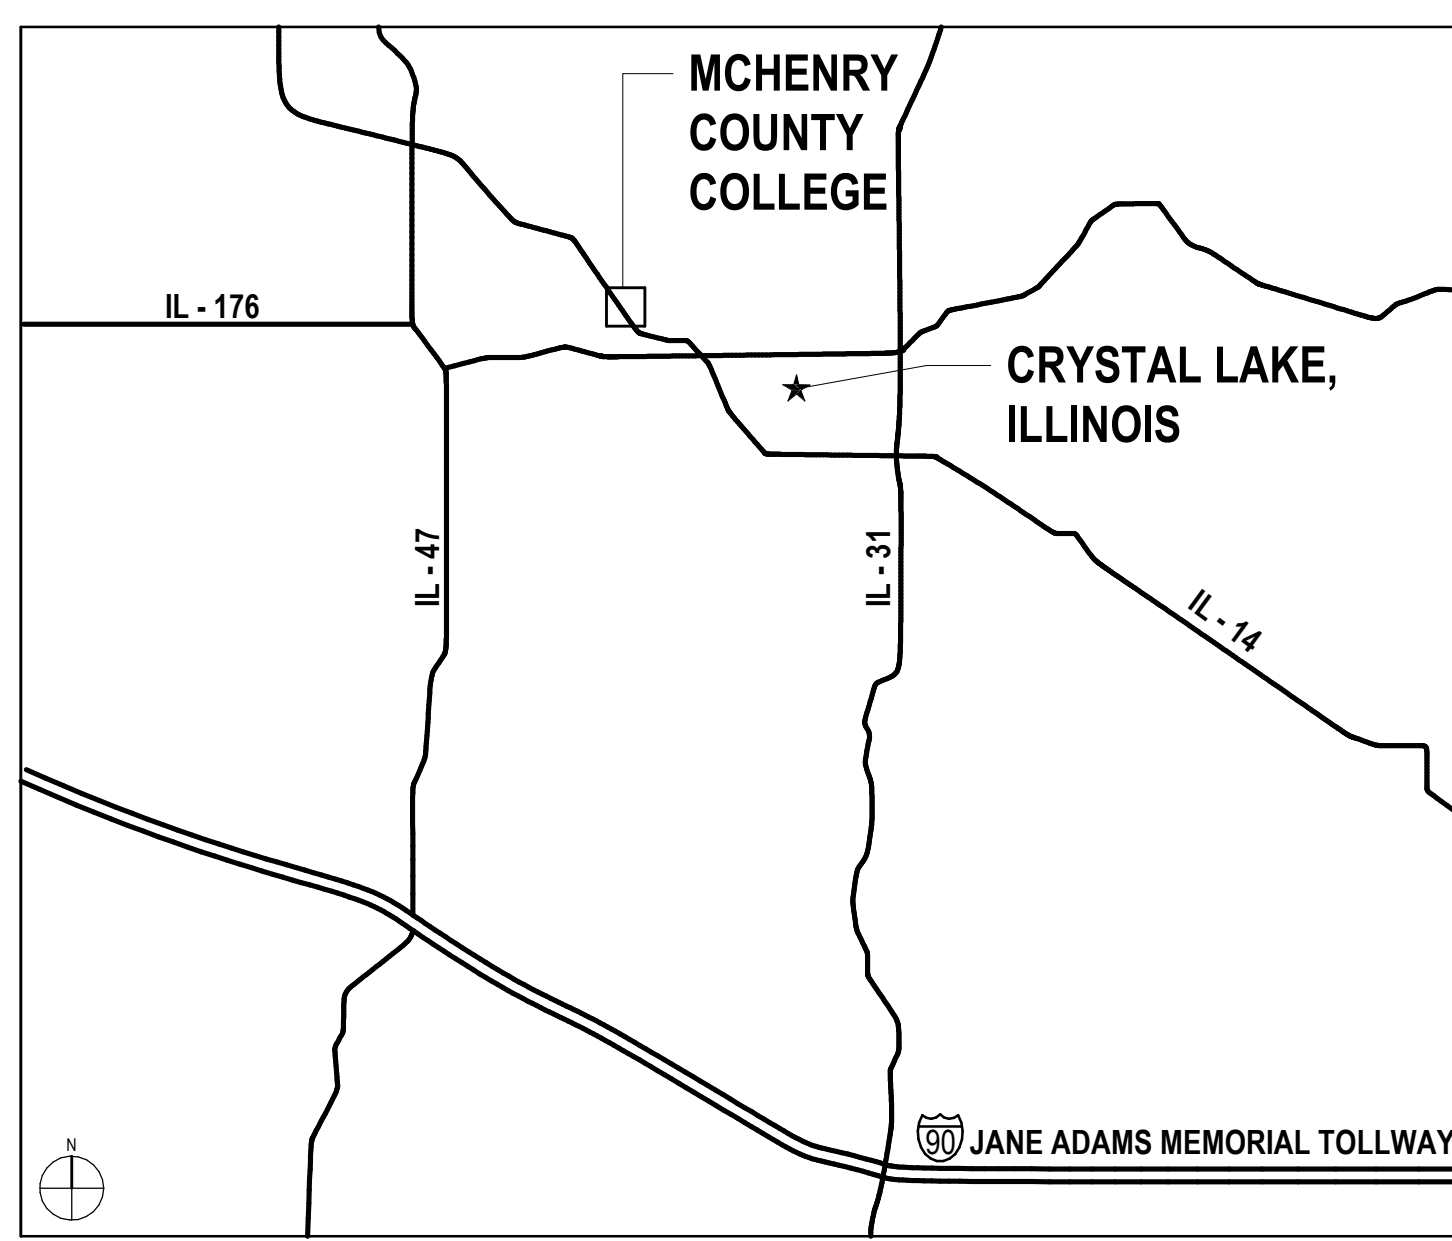 MCHENRY
COUNTY
COLLEGE
IL - 176
CRYSTAL LAKE,
ILLINOIS
IL - 47
IL - 31
IL - 14
90 JANE ADAMS MEMORIAL TOLLWAY
N